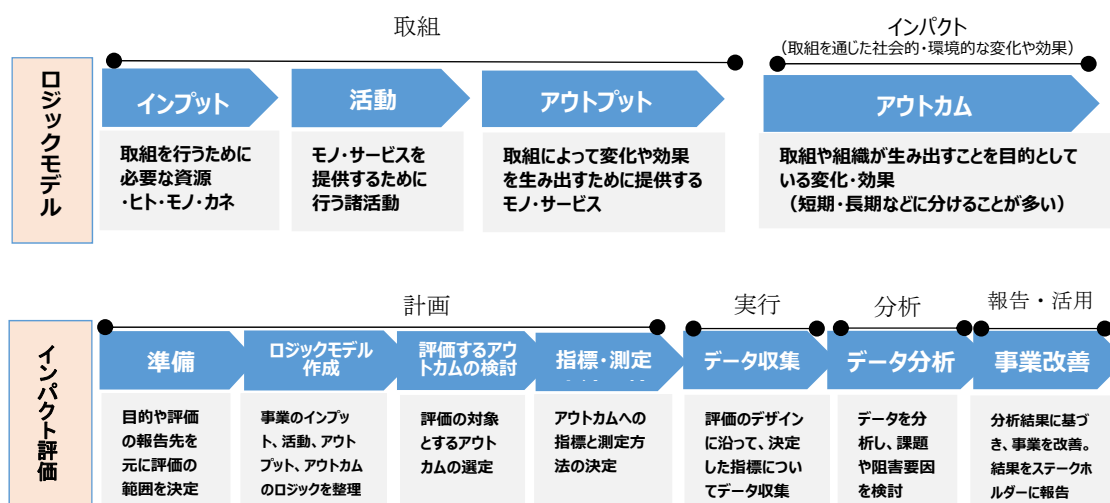 取組
インパクト
（取組を通じた社会的・環境的な変化や効果）
ロジックモデル
インプット
活動
アウトプット
アウトカム
取組を行うために
必要な資源
・ヒト・モノ・カネ
モノ・サービスを
提供するために
行う諸活動
取組によって変化や効果
を生み出すために提供する
モノ・サービス
取組や組織が生み出すことを目的として
いる変化・効果
（短期・長期などに分けることが多い）
計画
実行
分析
報告・活用
インパクト評価
準備
ロジックモデル
作成
評価するアウ
トカムの検討
指標・測定
データ収集
データ分析
事業改善
目的や評価
の報告先を
元に評価の
範囲を決定
事業のインプッ
ト、活動、アウト
プット、アウトカム
のロジックを整理
評価の対象
とするアウト
カムの選定
アウトカムへの
指標と測定方
法の決定
評価のデザイン
に沿って、決定
した指標につい
てデータ収集
データを分
析し、課題
や阻害要因
を検討
分析結果に基づ
き、事業を改善。
結果をステークホ
ルダーに報告